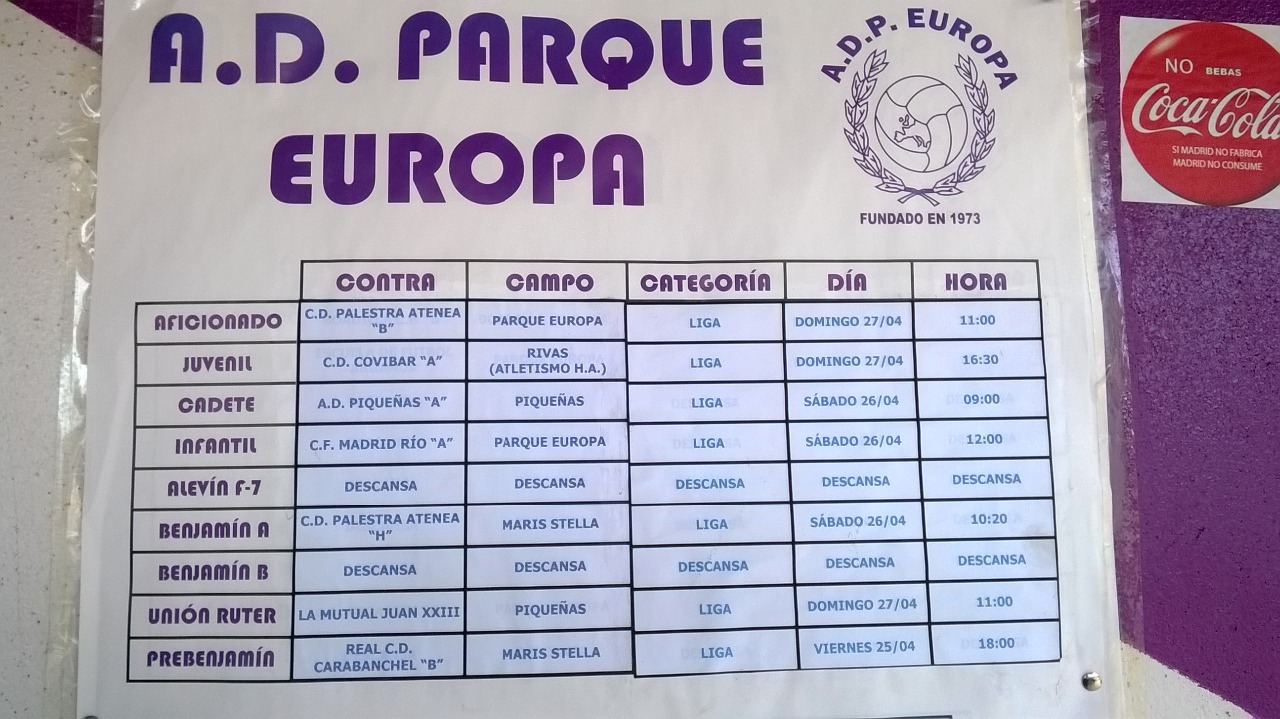 A.D. PARQUE
EUROPA
A.D.P. EUROPA
FUNDADO EN 1973
NO BEBAS
Coca-Cola
SI MADRID NO FABRICA
MADRID NO CONSUME
CONTRA CAMPO CATEGORÍA DÍA HORA
AFICIONADO C.D. PALESTRA ATENEA "B" PARQUE EUROPA LIGA DOMINGO 27/04 11:00
JUVENIL C.D. COVIBAR "A" RIVAS (ATLETISMO H.A.) LIGA DOMINGO 27/04 16:30
CADETE A.D. PIQUEÑAS "A" PIQUEÑAS LIGA SÁBADO 26/04 09:00
INFANTIL C.F. MADRID RÍO "A" PARQUE EUROPA LIGA SÁBADO 26/04 12:00
ALEVÍN F-7 DESCANSA DESCANSA DESCANSA DESCANSA DESCANSA
BENJAMÍN A C.D. PALESTRA ATENEA "H" MARIS STELLA LIGA SÁBADO 26/04 10:20
BENJAMÍN B DESCANSA DESCANSA DESCANSA DESCANSA DESCANSA
UNIÓN RUTER LA MUTUAL JUAN XXIII PIQUEÑAS LIGA DOMINGO 27/04 11:00
PREBENJAMÍN REAL C.D. CARABANCHEL "B" MARIS STELLA LIGA VIERNES 25/04 18:00